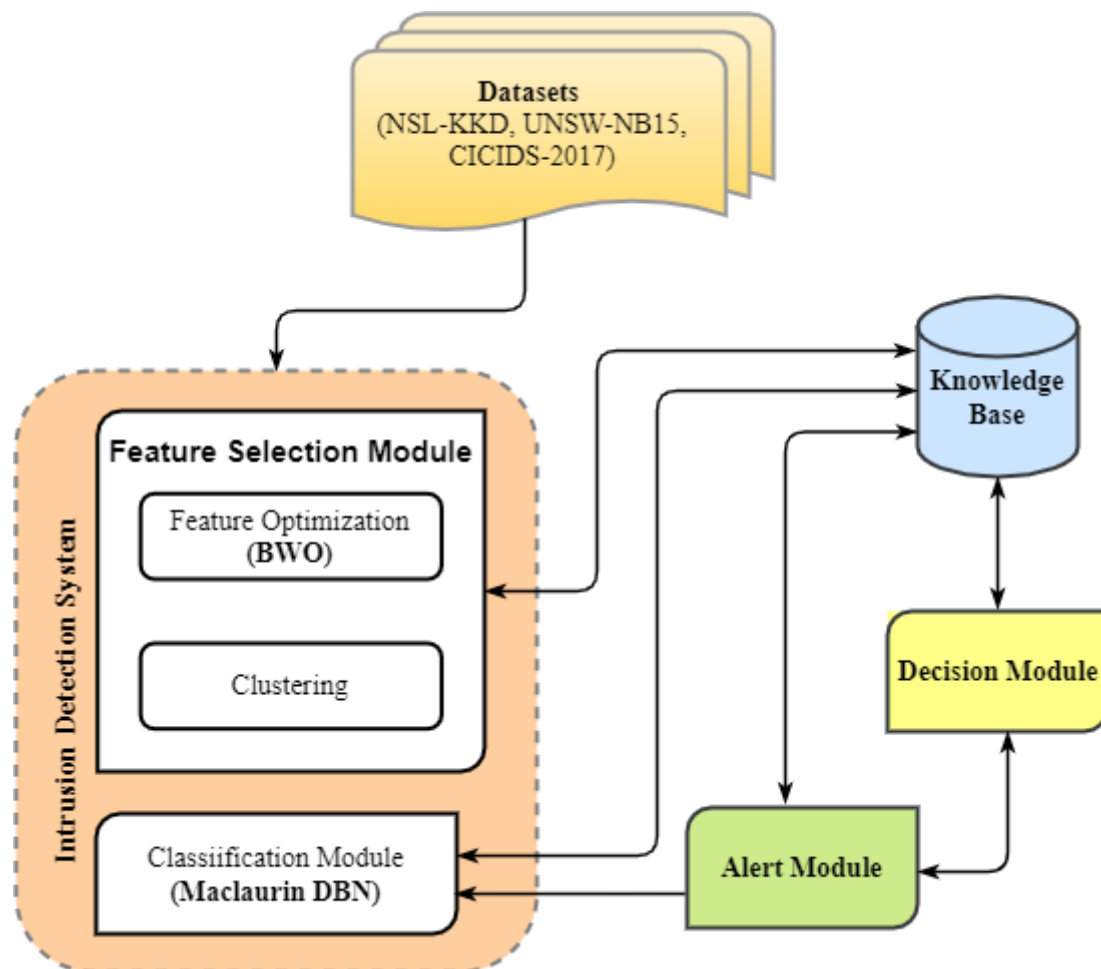 Datasets
(NSL-KKD, UNSW-NB15,
CICIDS-2017)
Knowledge
Base
Intrusion Detection System
Feature Selection Module
Feature Optimization
(BWO)
Clustering
Decision Module
Classiification Module
(Maclaurin DBN)
Alert Module